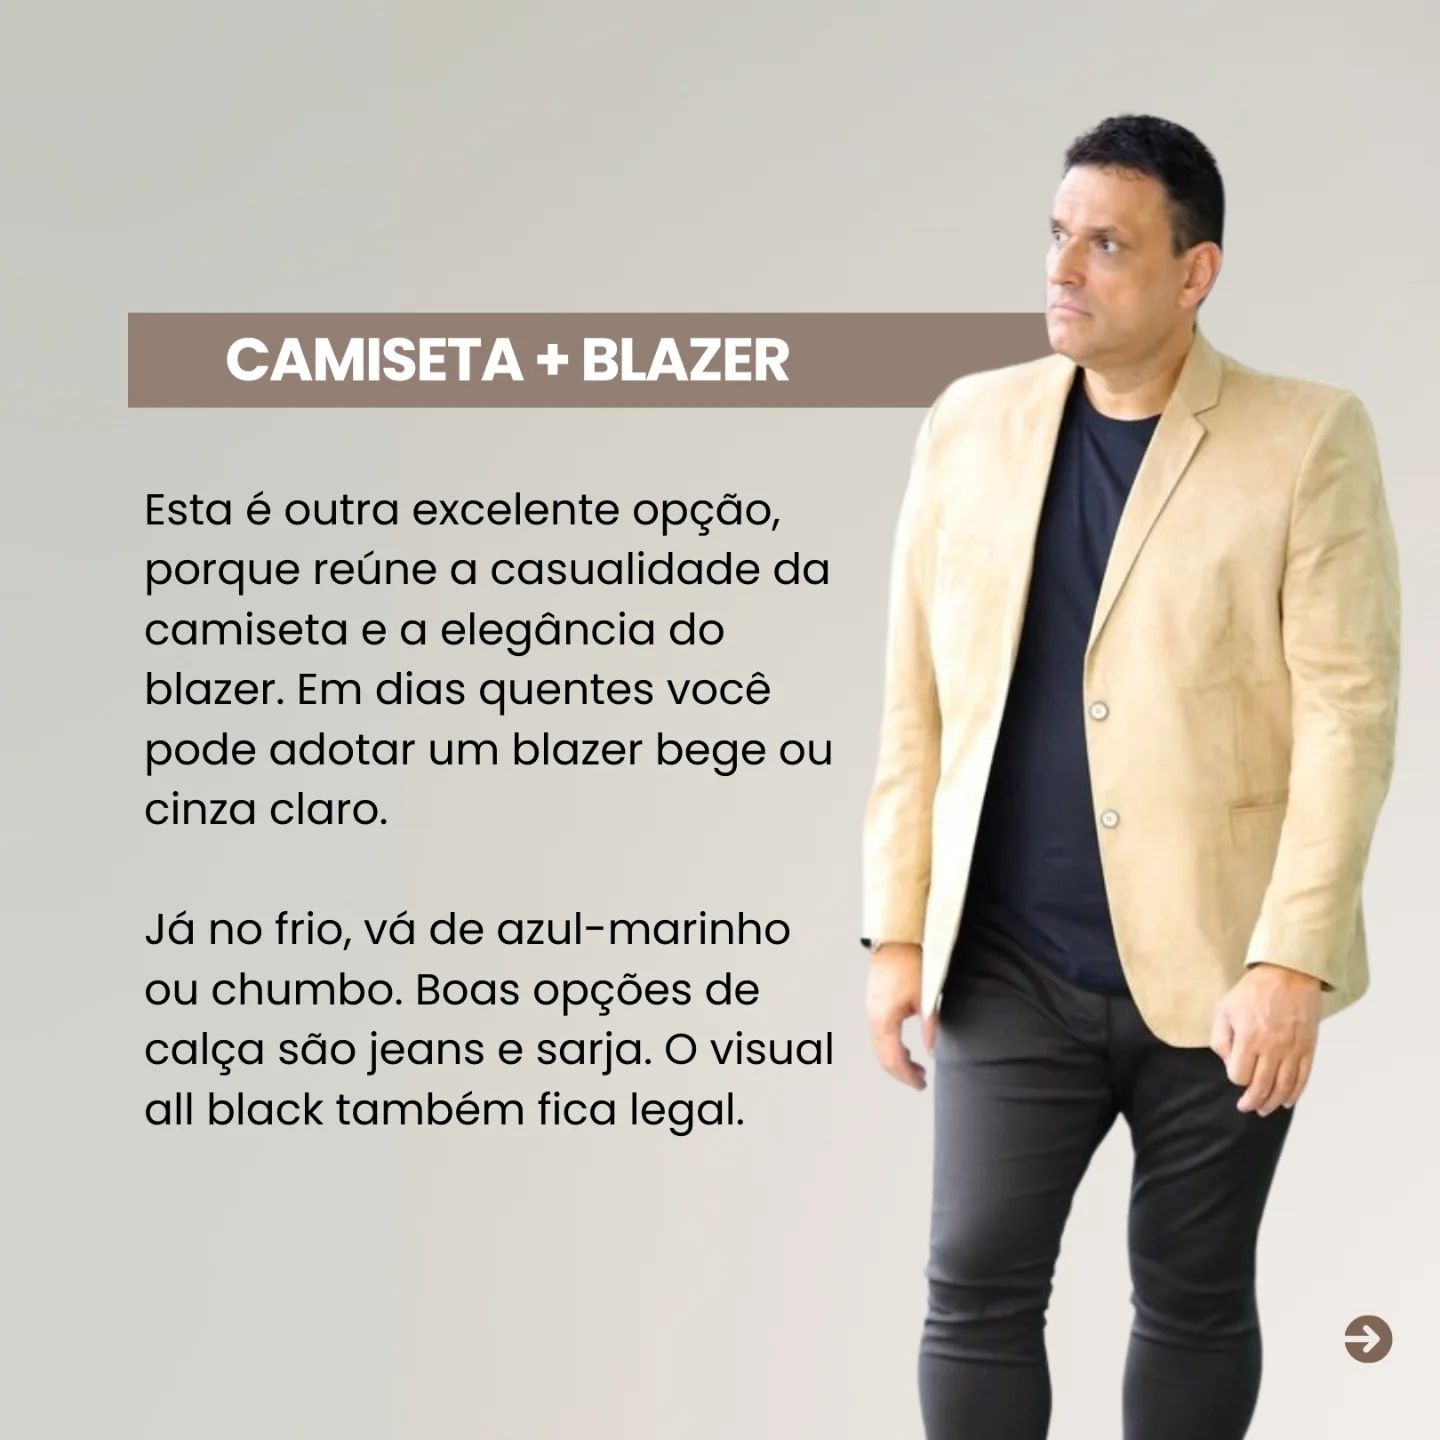 CAMISETA + BLAZER
Esta é outra excelente opção,
porque reúne a casualidade da
camiseta e a elegância do
blazer. Em dias quentes você
pode adotar um blazer bege ou
cinza claro.
Já no frio, vá de azul-marinho
ou chumbo. Boas opções de
calça são jeans e sarja. O visual
all black também fica legal.